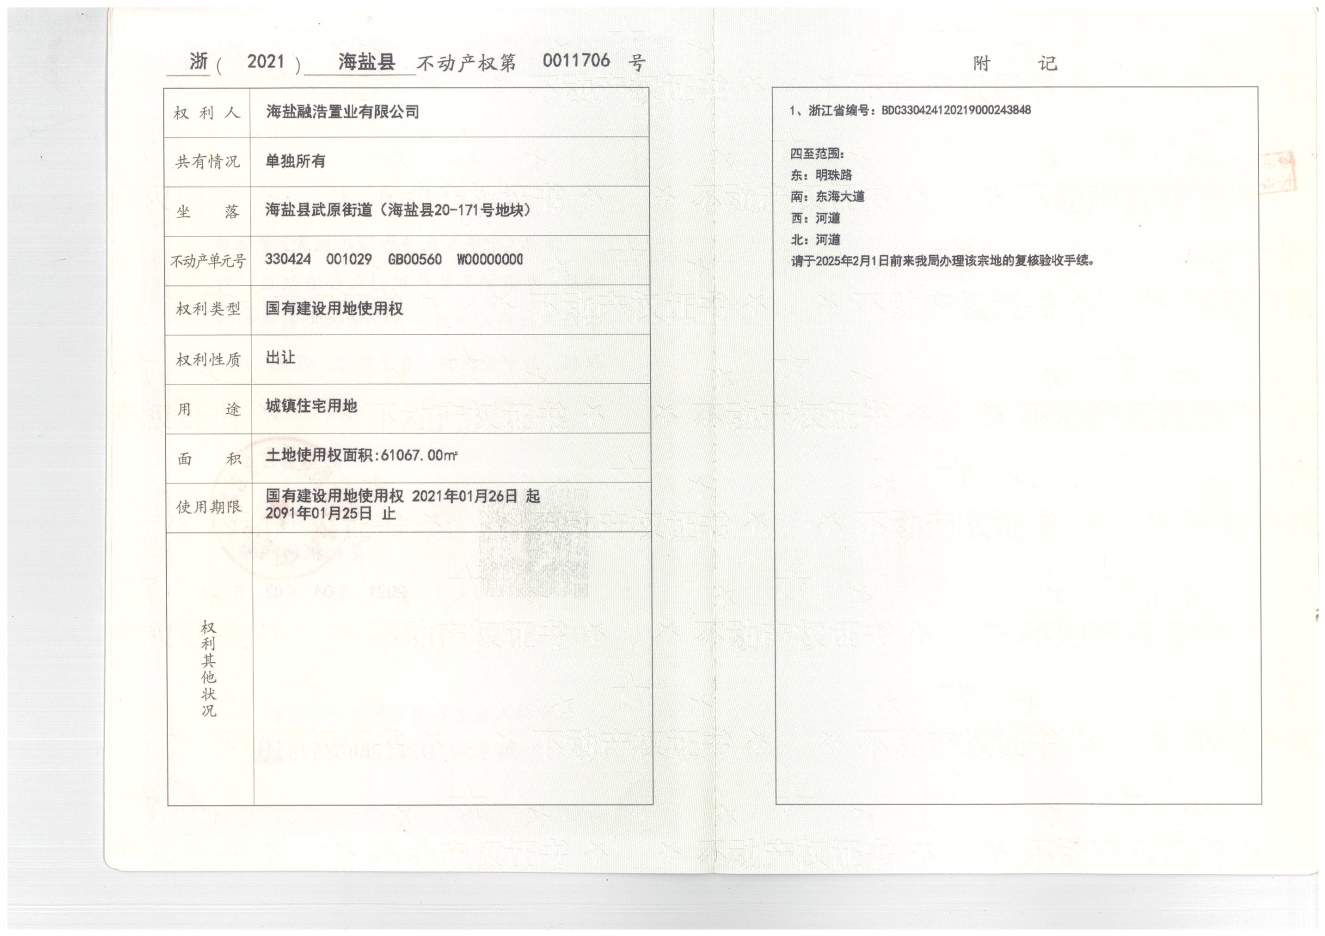 浙（ 2021 ） 海盐县 不动产权第 0011706 号
权利人 海盐融浩置业有限公司
共有情况 单独所有
坐落 海盐县武原街道（海盐县20-171号地块）
不动产单元号 330424 001029 GB00560 W00000000
权利类型 国有建设用地使用权
权利性质 出让
用途 城镇住宅用地
面积 土地使用权面积:61067.00㎡
使用期限 国有建设用地使用权 2021年01月26日 起
2091年01月25日 止
权利其他状况
附记
1、浙江省编号：BDC330424120219000243848
四至范围：
东：明珠路
南：东海大道
西：河道
北：河道
请于2025年2月1日前来我局办理该宗地的复核验收手续。